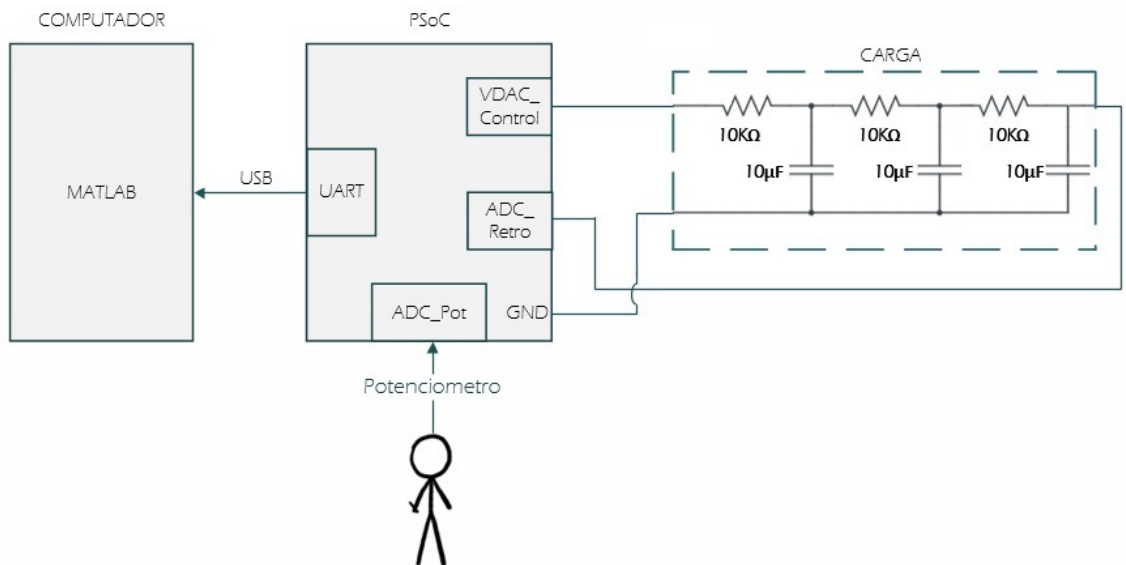 COMPUTADOR
PSoC
CARGA
VDAC_
Control
10KΩ
10KΩ
10KΩ
10µF
10µF
10µF
MATLAB
USB
UART
ADC_
Retro
ADC_Pot
GND
Potenciometro